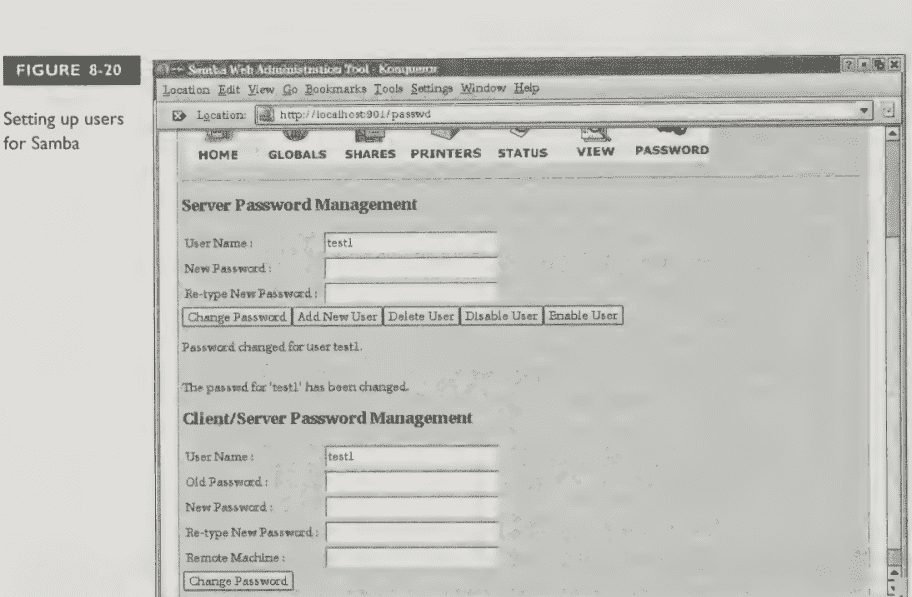 FIGURE 8-20
Setting up users
for Samba
Samba Web Administration Tool - Konqueror
Location Edit View Go Bookmarks Tools Settings Window Help
Location: http://localhost:901/passwd
HOME GLOBALS SHARES PRINTERS STATUS VIEW PASSWORD
Server Password Management
User Name : test1
New Password :
Re-type New Password :
Change Password Add New User Delete User Disable User Enable User
Password changed for user test1.
The passwd for 'test1' has been changed.
Client/Server Password Management
User Name : test1
Old Password :
New Password :
Re-type New Password :
Remote Machine :
Change Password